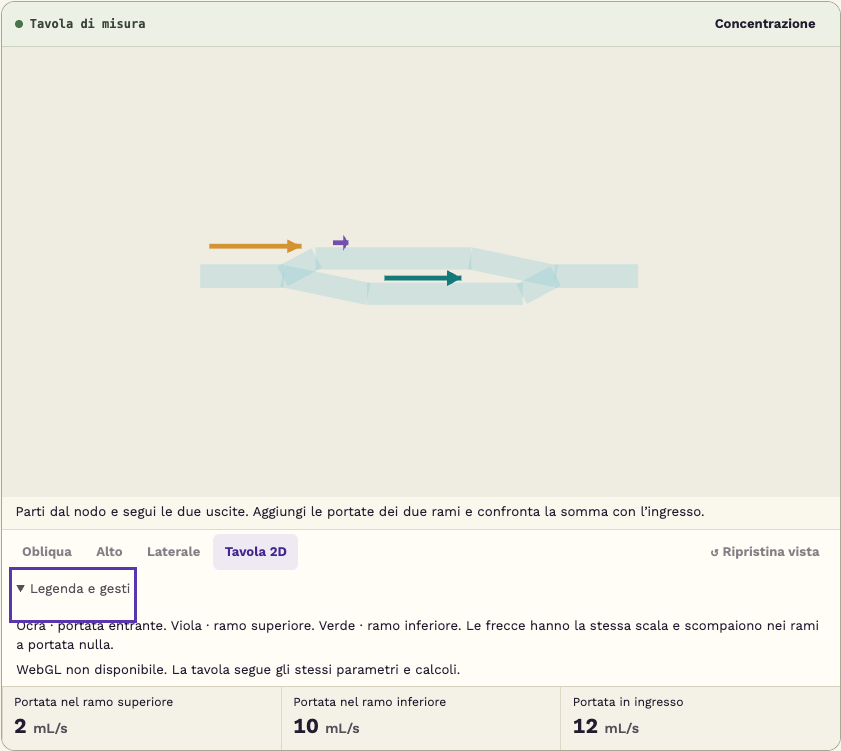 Tavola di misura
Concentrazione
Parti dal nodo e segui le due uscite. Aggiungi le portate dei due rami e confronta la somma con l’ingresso.
Obliqua Alto Laterale Tavola 2D ↺ Ripristina vista
▼ Legenda e gesti
Ocra · portata entrante. Viola · ramo superiore. Verde · ramo inferiore. Le frecce hanno la stessa scala e scompaiono nei rami
a portata nulla.
WebGL non disponibile. La tavola segue gli stessi parametri e calcoli.
Portata nel ramo superiore
2 mL/s
Portata nel ramo inferiore
10 mL/s
Portata in ingresso
12 mL/s